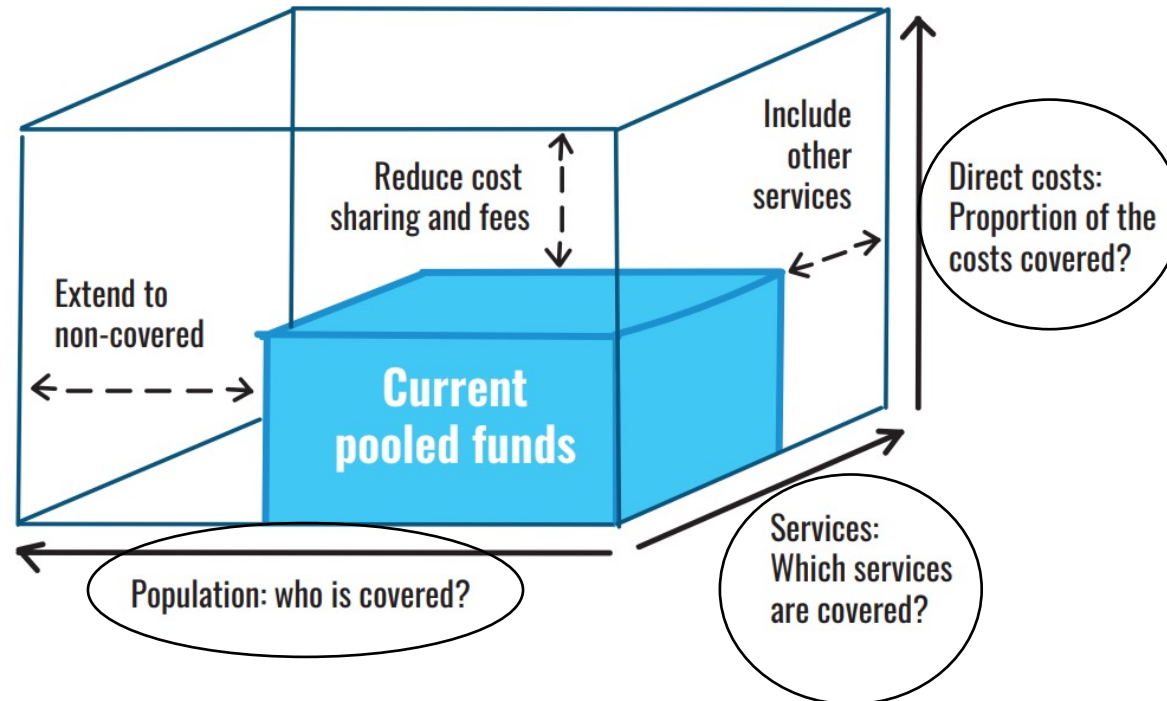 Include
other
services
Reduce cost
sharing and fees
Direct costs:
Proportion of the
costs covered?
Extend to
non-covered
Current
pooled funds
Services:
Which services
are covered?
Population: who is covered?